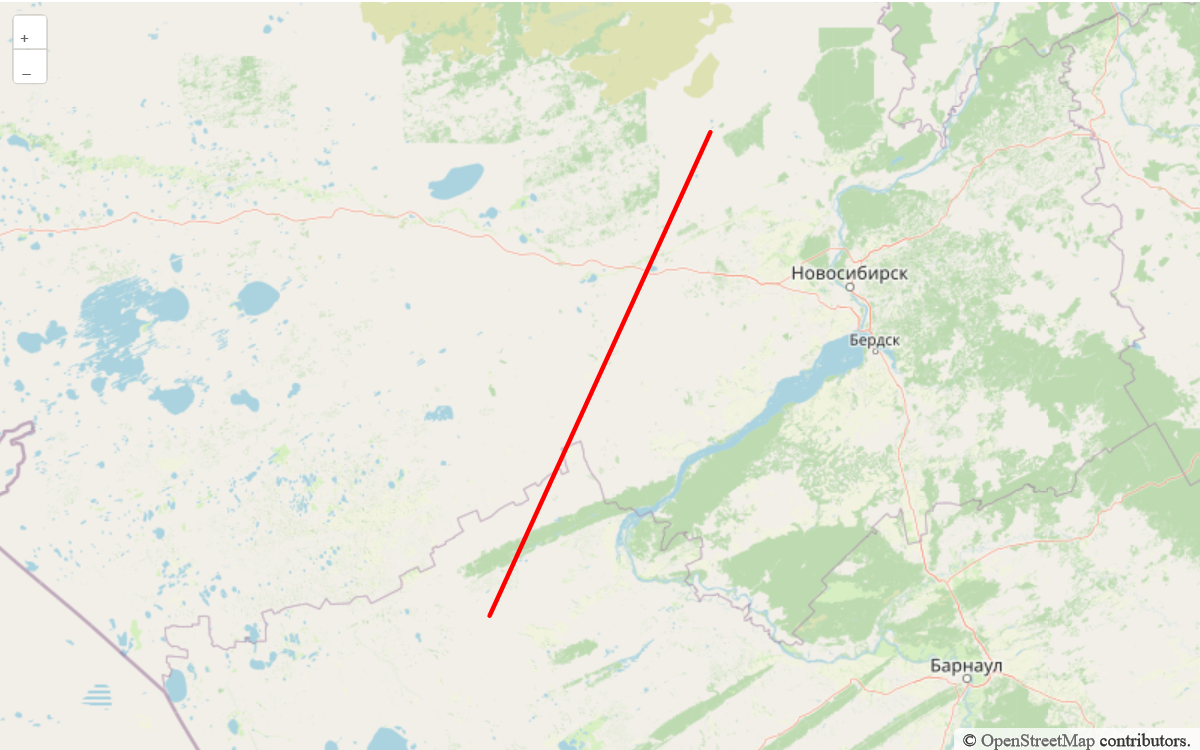 +
–
Новосибирск
Бердск
Барнаул
© OpenStreetMap contributors.